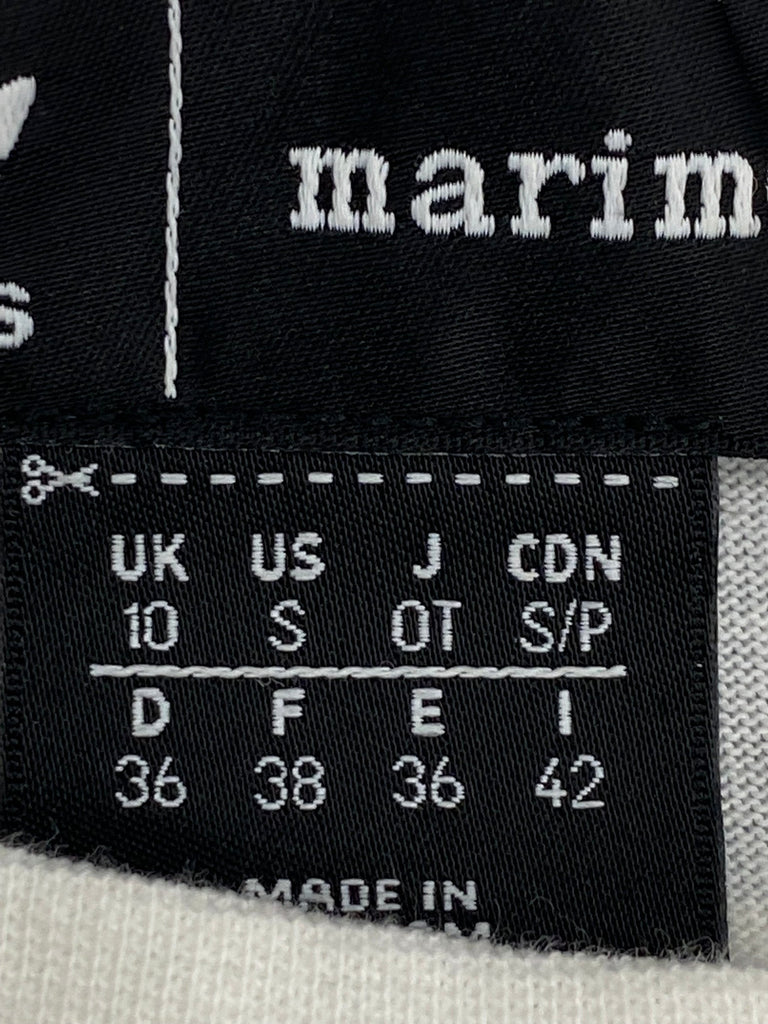 s
marim
UK US J CDN
10 S OT S/P
D F E I
36 38 36 42
MADE IN